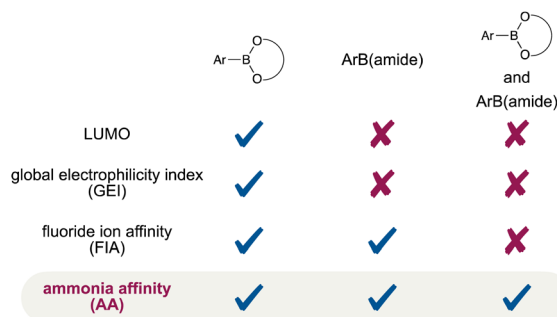 O
Ar—B
O
ArB(amide)
O
Ar—B
O
and
ArB(amide)
LUMO
global electrophilicity index
(GEI)
fluoride ion affinity
(FIA)
ammonia affinity
(AA)